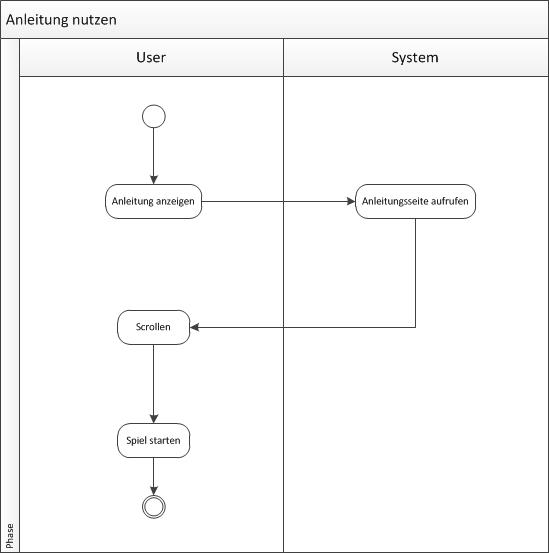 Anleitung nutzen
User
System
Anleitung anzeigen
Anleitungsseite aufrufen
Scrollen
Spiel starten
Phase